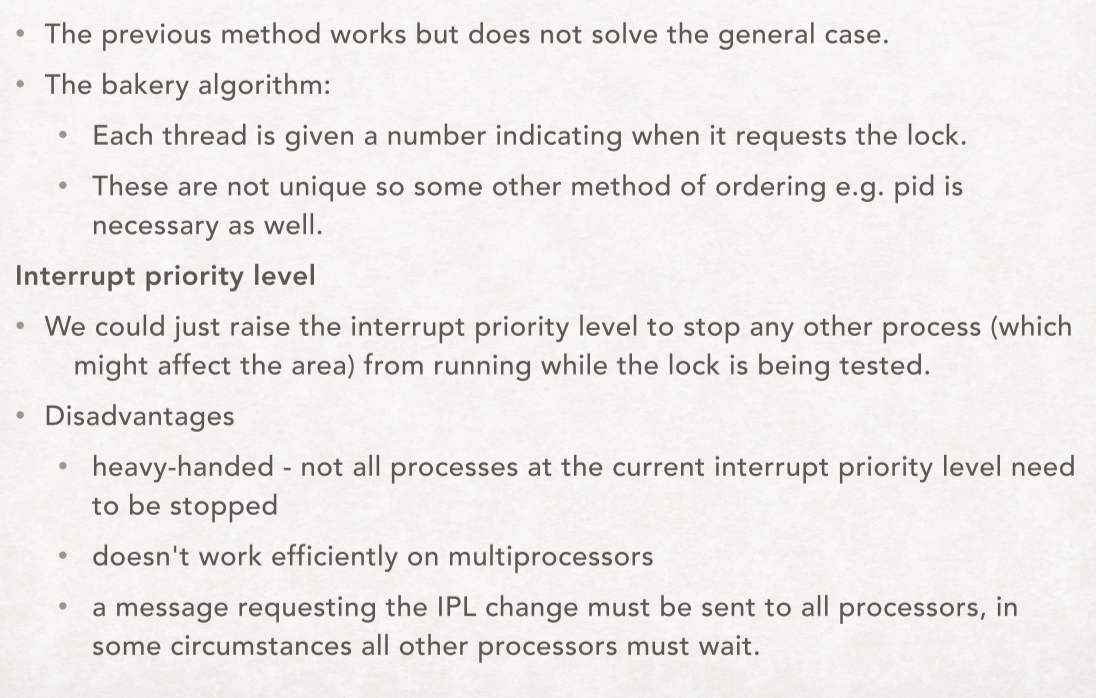 • The previous method works but does not solve the general case.
• The bakery algorithm:
• Each thread is given a number indicating when it requests the lock.
• These are not unique so some other method of ordering e.g. pid is
necessary as well.
Interrupt priority level
• We could just raise the interrupt priority level to stop any other process (which
might affect the area) from running while the lock is being tested.
• Disadvantages
• heavy-handed - not all processes at the current interrupt priority level need
to be stopped
• doesn't work efficiently on multiprocessors
• a message requesting the IPL change must be sent to all processors, in
some circumstances all other processors must wait.